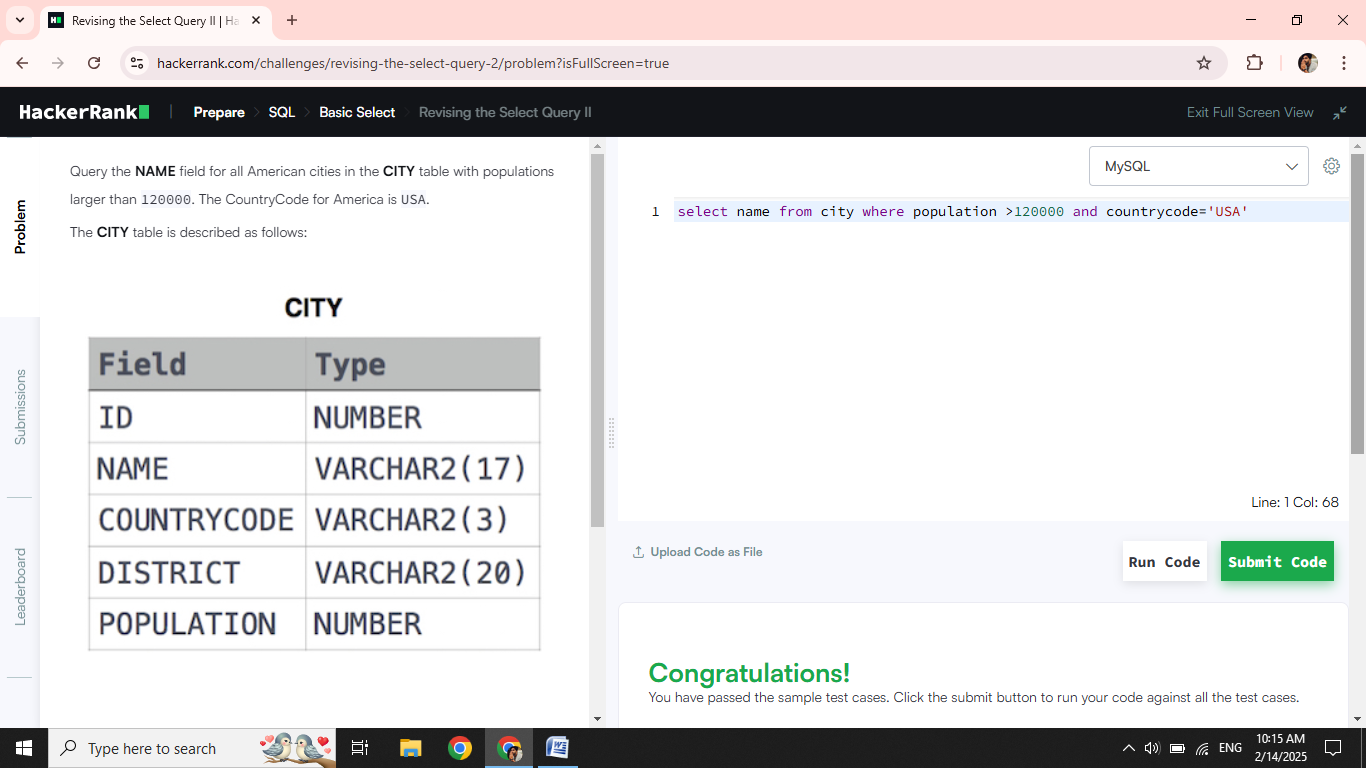 Revising the Select Query II | Ha
hackerrank.com/challenges/revising-the-select-query-2/problem?isFullScreen=true
HackerRank
Prepare
SQL
Basic Select
Revising the Select Query II
Exit Full Screen View
Problem
Submissions
Leaderboard
Query the NAME field for all American cities in the CITY table with populations
larger than 120000. The CountryCode for America is USA.
The CITY table is described as follows:
CITY
Field Type
ID NUMBER
NAME VARCHAR2(17)
COUNTRYCODE VARCHAR2(3)
DISTRICT VARCHAR2(20)
POPULATION NUMBER
MySQL
1 select name from city where population >120000 and countrycode='USA'
Line: 1 Col: 68
Upload Code as File
Run Code
Submit Code
Congratulations!
You have passed the sample test cases. Click the submit button to run your code against all the test cases.
Type here to search
ENG
10:15 AM
2/14/2025